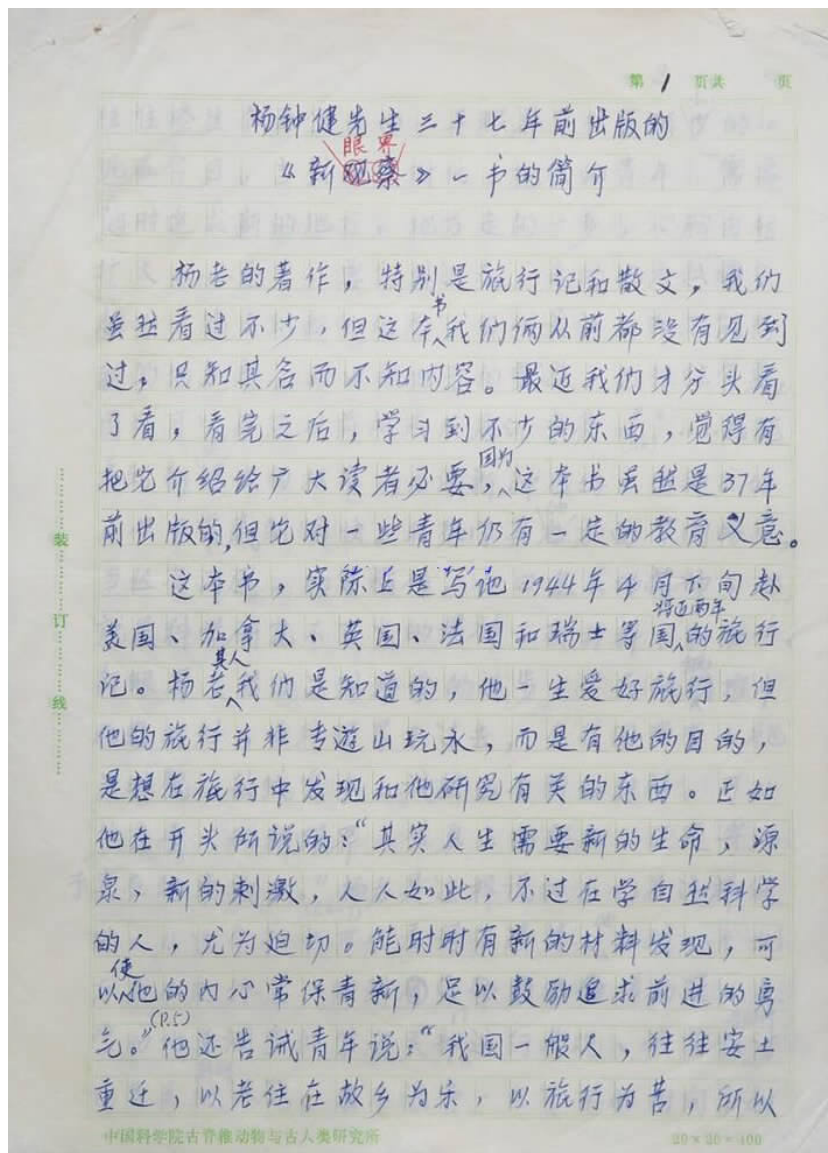 第 1 页共 页
杨钟健先生三十七年前出版的
眼界
《新观察》一书的简介
杨老的著作，特别是旅行记和散文，我们
虽然看过不少，但这本书我们俩从前都没有见到
过，只知其名而不知内容。最近我们才分头看
了看，看完之后，学习到不少的东西，觉得有
把它介绍给广大读者必要，因为这本书虽然是37年
前出版的，但它对一些青年仍有一定的教育义意。
这本书，实际上是写他1944年4月下旬赴
美国、加拿大、英国、法国和瑞士等国将近两年的旅行
记。杨老其人我们是知道的，他一生爱好旅行，但
他的旅行并非专遊山玩水，而是有他的目的，
是想在旅行中发现和他研究有关的东西。正如
他在开头所说的：“其实人生需要新的生命，源
泉，新的刺激，人人如此，不过在学自然科学
的人，尤为迫切。能时时有新的材料发现，可
以使他的内心常保青新，足以鼓励追求前进的勇
气。”(P.5)他还告诫青年说：“我国一般人，往往安土
重迁，以老住在故乡为乐，以旅行为苦，所以
中国科学院古脊椎动物与古人类研究所
20×20=400
装订线